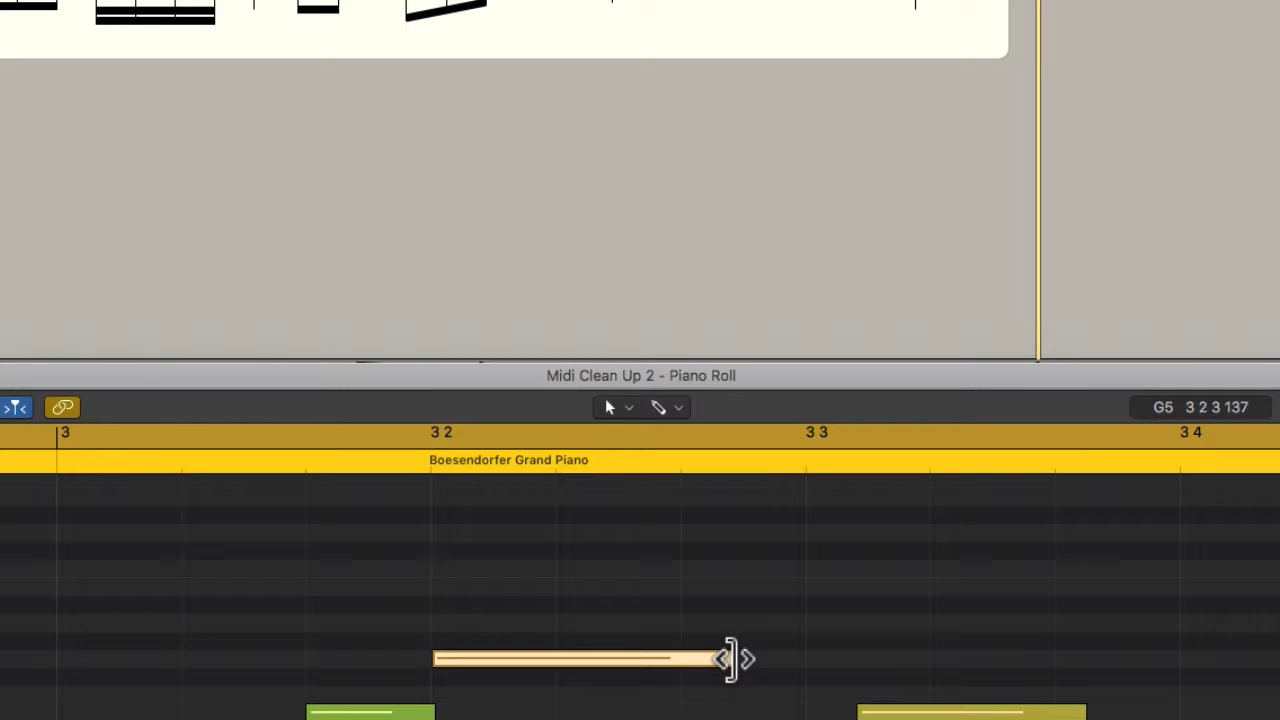 Midi Clean Up 2 - Piano Roll
G5 3 2 3 137
3 3 2 3 3 3 4
Boesendorfer Grand Piano